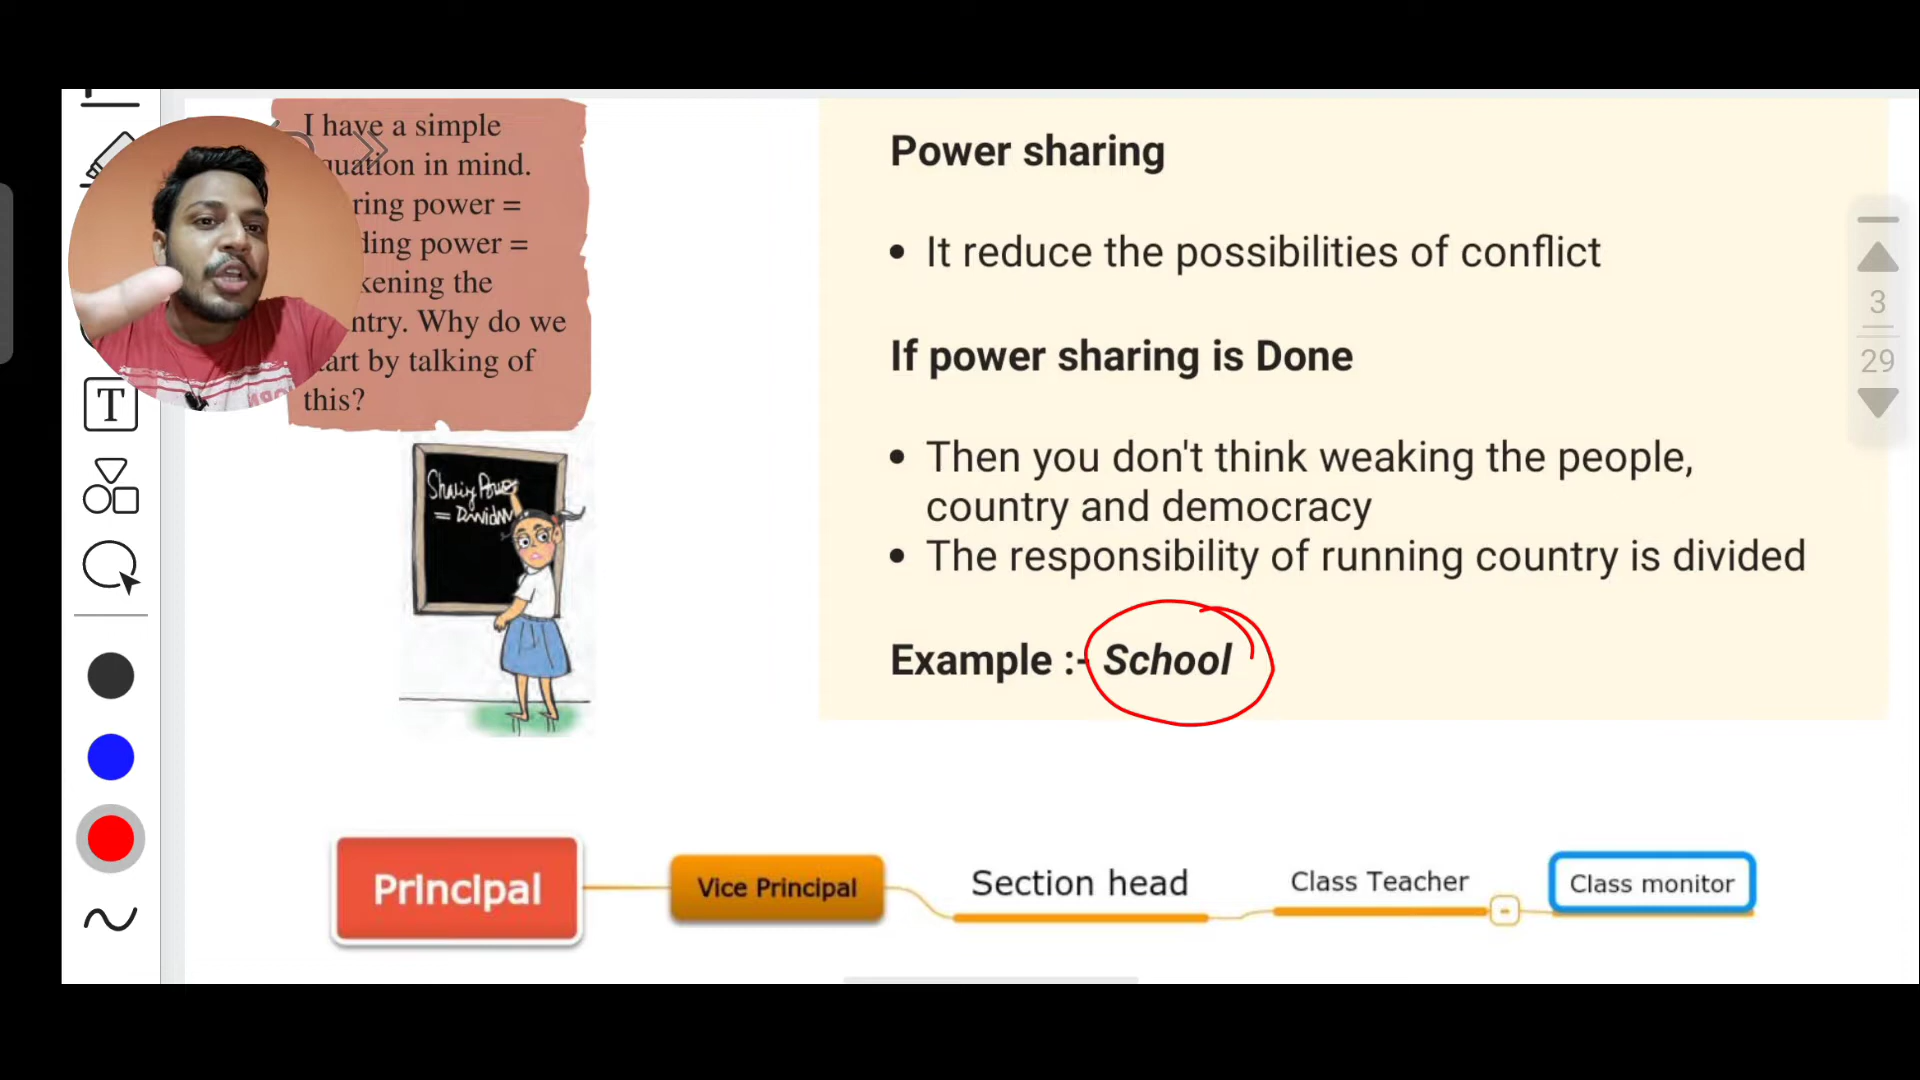 I have a simple
uation in mind.
ring power =
ding power =
kening the
ntry. Why do we
art by talking of
this?
Sharing Power
=
Power sharing
• It reduce the possibilities of conflict
If power sharing is Done
• Then you don't think weaking the people,
country and democracy
• The responsibility of running country is divided
Example :- School
3
29
T
Principal
Vice Principal
Section head
Class Teacher
Class monitor